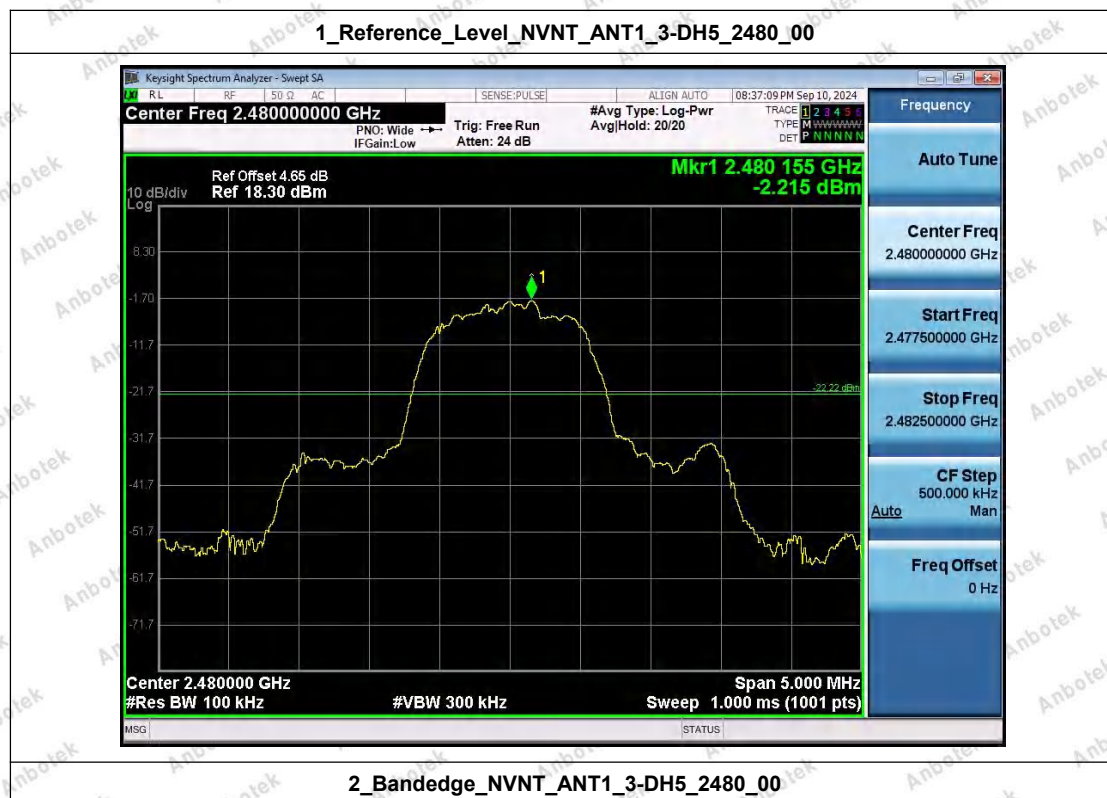 1_Reference_Level_NVNT_ANT1_3-DH5_2480_00
Keysight Spectrum Analyzer - Swept SA
LXI RL RF 50 Ω AC SENSE:PULSE ALIGN AUTO 08:37:09 PM Sep 10, 2024
Center Freq 2.480000000 GHz
PNO: Wide
IFGain:Low
Trig: Free Run
Atten: 24 dB
#Avg Type: Log-Pwr
Avg|Hold: 20/20
TRACE 1 2 3 4 5 6
TYPE M WWWWW
DET P N N N N N
Frequency
Auto Tune
Center Freq
2.480000000 GHz
Start Freq
2.477500000 GHz
Stop Freq
2.482500000 GHz
CF Step
500.000 kHz
Auto Man
Freq Offset
0 Hz
Mkr1 2.480 155 GHz
-2.215 dBm
Ref Offset 4.65 dB
10 dB/div Ref 18.30 dBm
Log
8.30
-1.70
-11.7
-21.7
-31.7
-41.7
-51.7
-61.7
-71.7
1
-22.22 dBm
Center 2.480000 GHz Span 5.000 MHz
#Res BW 100 kHz #VBW 300 kHz Sweep 1.000 ms (1001 pts)
MSG STATUS
2_Bandedge_NVNT_ANT1_3-DH5_2480_00
Anbotek